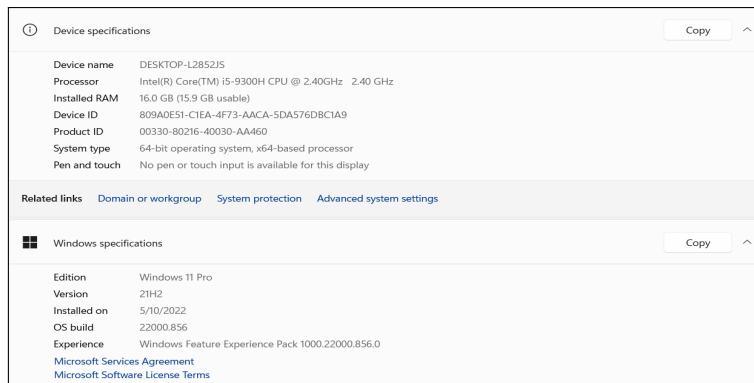 Device specifications Copy
Device name DESKTOP-L2852JS
Processor Intel(R) Core(TM) i5-9300H CPU @ 2.40GHz 2.40 GHz
Installed RAM 16.0 GB (15.9 GB usable)
Device ID 809A0E51-C1EA-4F73-AACA-5DA576DBC1A9
Product ID 00330-80216-40030-AA460
System type 64-bit operating system, x64-based processor
Pen and touch No pen or touch input is available for this display
Related links Domain or workgroup System protection Advanced system settings
Windows specifications Copy
Edition Windows 11 Pro
Version 21H2
Installed on 5/10/2022
OS build 22000.856
Experience Windows Feature Experience Pack 1000.22000.856.0
Microsoft Services Agreement
Microsoft Software License Terms